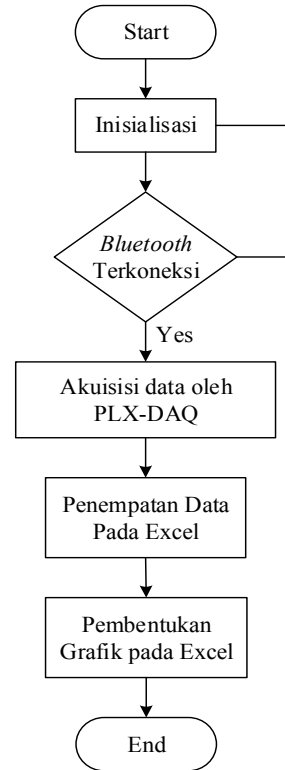 Start
Inisialisasi
Bluetooth
Terkoneksi
Yes
Akuisisi data oleh
PLX-DAQ
Penempatan Data
Pada Excel
Pembentukan
Grafik pada Excel
End